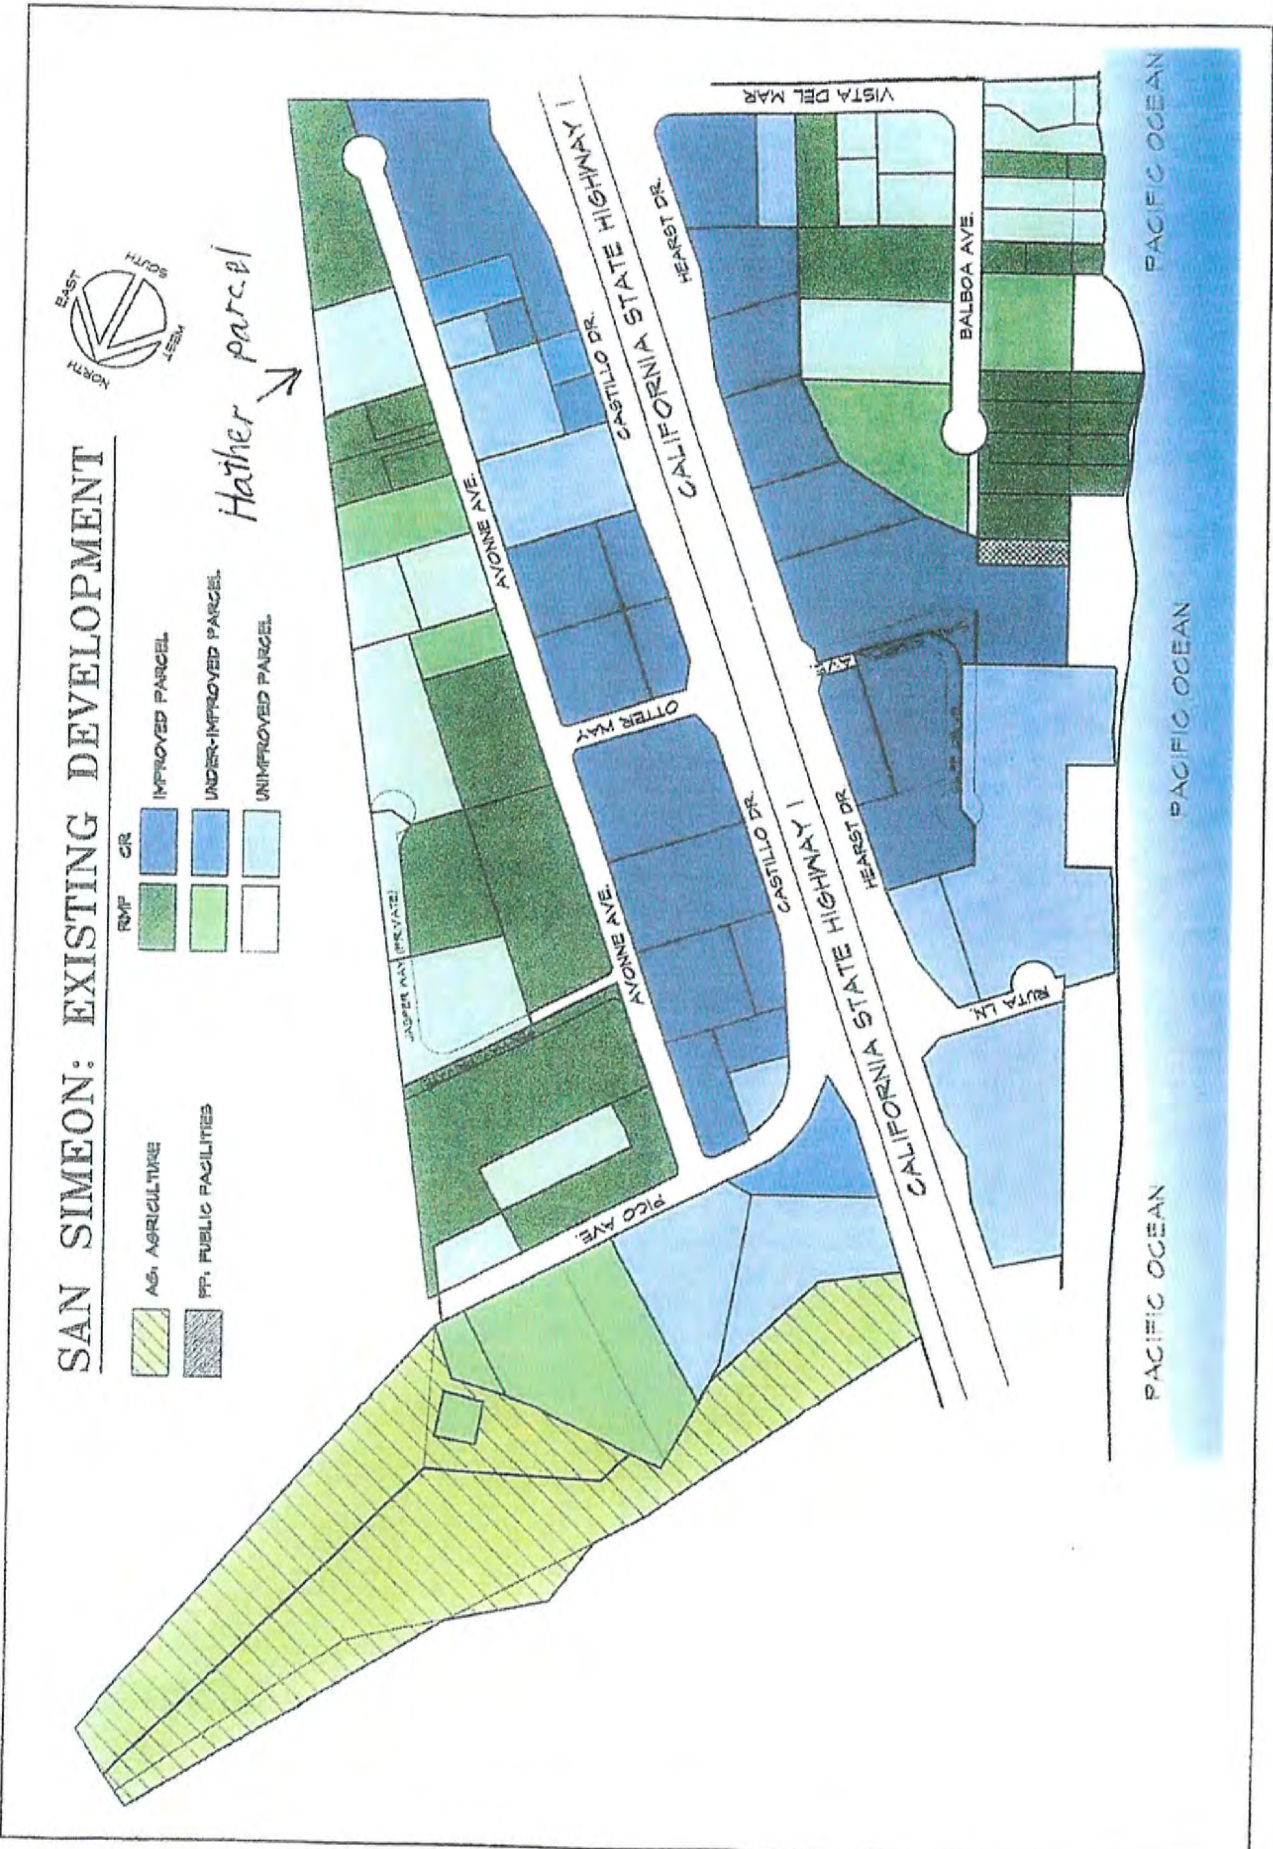 SAN SIMEON: EXISTING DEVELOPMENT
NORTH
EAST
SOUTH
WEST
AG: AGRICULTURE
PF: PUBLIC FACILITIES
RMF
CR
IMPROVED PARCEL
UNDER-IMPROVED PARCEL
UNIMPROVED PARCEL
Hather parcel
JASPER WAY (PRIVATE)
AVONNE AVE.
AVONNE AVE.
PICO AVE.
OTTER WAY
CASTILLO DR.
CASTILLO DR.
CALIFORNIA STATE HIGHWAY 1
CALIFORNIA STATE HIGHWAY 1
HEARST DR.
HEARST DR.
AVE.
RUTA LN.
BALBOA AVE.
VISTA DEL MAR
PACIFIC OCEAN
PACIFIC OCEAN
PACIFIC OCEAN